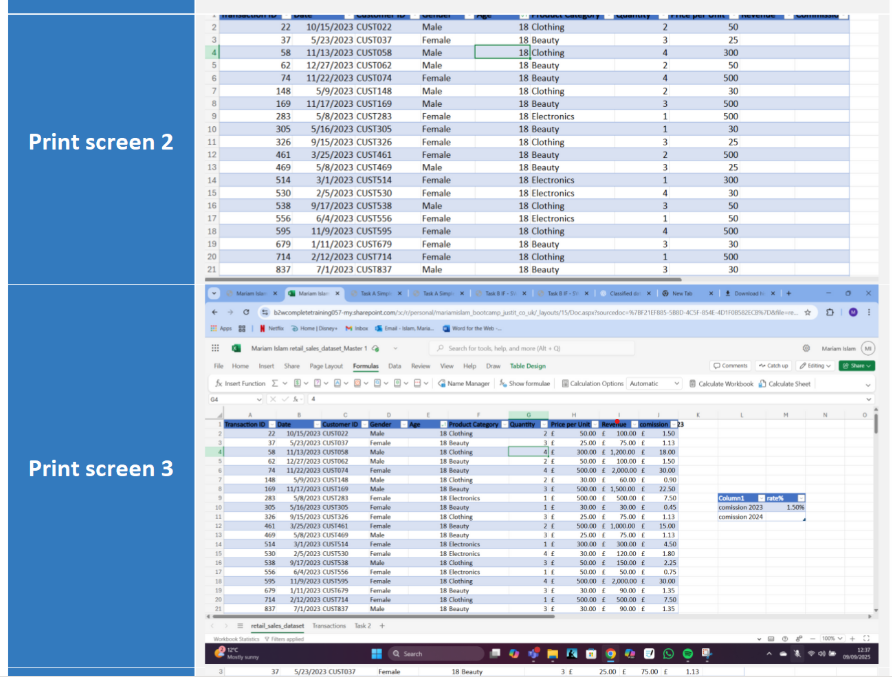 Transaction ID Date Customer ID Gender Age Product Category Quantity Price per Unit Revenue Commissio
2 22 10/15/2023 CUST022 Male 18 Clothing 2 50
3 37 5/23/2023 CUST037 Female 18 Beauty 3 25
4 58 11/13/2023 CUST058 Male 18 Clothing 4 300
5 62 12/27/2023 CUST062 Male 18 Beauty 2 50
6 74 11/22/2023 CUST074 Female 18 Beauty 4 500
7 148 5/9/2023 CUST148 Male 18 Clothing 2 30
8 169 11/17/2023 CUST169 Male 18 Beauty 3 500
9 283 5/8/2023 CUST283 Female 18 Electronics 1 500
10 305 5/16/2023 CUST305 Female 18 Beauty 1 30
Print screen 2
11 326 9/15/2023 CUST326 Female 18 Clothing 3 25
12 461 3/25/2023 CUST461 Female 18 Beauty 2 500
13 469 5/8/2023 CUST469 Male 18 Beauty 3 25
14 514 3/1/2023 CUST514 Female 18 Electronics 1 300
15 530 2/5/2023 CUST530 Female 18 Electronics 4 30
16 538 9/17/2023 CUST538 Male 18 Clothing 3 50
17 556 6/4/2023 CUST556 Female 18 Electronics 1 50
18 595 11/9/2023 CUST595 Female 18 Clothing 4 500
19 679 1/11/2023 CUST679 Female 18 Beauty 3 30
20 714 2/12/2023 CUST714 Female 18 Clothing 1 500
21 837 7/1/2023 CUST837 Male 18 Beauty 3 30
Mariam Islam Task A Simpl Task A Simpl Task B IF Task B IF Classified New Tab Download
Apps Netflix Home | Disney+ Inbox Email - Islam, Maria... Word for the Web -...
Mariam Islam retail_sales_dataset_Master 1 Search for tools, help, and more (Alt + Q) Mariam Islam MI
File Home Insert Share Page Layout Formulas Data Review View Help Draw Table Design Comments Catch up Editing Share
Insert Function Name Manager Show formulae Calculation Options Automatic Calculate Workbook Calculate Sheet
G4 fx 4
A B C D E F G H I J K L M N O
1 Transaction ID Date Customer ID Gender Age Product Category Quantity Price per Unit Revenue comission 23
2 22 10/15/2023 CUST022 Male 18 Clothing 2 £ 50.00 £ 100.00 £ 1.50
3 37 5/23/2023 CUST037 Female 18 Beauty 3 £ 25.00 £ 75.00 £ 1.13
4 58 11/13/2023 CUST058 Male 18 Clothing 4 £ 300.00 £ 1,200.00 £ 18.00
5 62 12/27/2023 CUST062 Male 18 Beauty 2 £ 50.00 £ 100.00 £ 1.50
6 74 11/22/2023 CUST074 Female 18 Beauty 4 £ 500.00 £ 2,000.00 £ 30.00
7 148 5/9/2023 CUST148 Male 18 Clothing 2 £ 30.00 £ 60.00 £ 0.90
Print screen 3
8 169 11/17/2023 CUST169 Male 18 Beauty 3 £ 500.00 £ 1,500.00 £ 22.50
9 283 5/8/2023 CUST283 Female 18 Electronics 1 £ 500.00 £ 500.00 £ 7.50 Column1 rate%
10 305 5/16/2023 CUST305 Female 18 Beauty 1 £ 30.00 £ 30.00 £ 0.45 comission 2023 1.50%
11 326 9/15/2023 CUST326 Female 18 Clothing 3 £ 25.00 £ 75.00 £ 1.13 comission 2024
12 461 3/25/2023 CUST461 Female 18 Beauty 2 £ 500.00 £ 1,000.00 £ 15.00
13 469 5/8/2023 CUST469 Male 18 Beauty 3 £ 25.00 £ 75.00 £ 1.13
14 514 3/1/2023 CUST514 Female 18 Electronics 1 £ 300.00 £ 300.00 £ 4.50
15 530 2/5/2023 CUST530 Female 18 Electronics 4 £ 30.00 £ 120.00 £ 1.80
16 538 9/17/2023 CUST538 Male 18 Clothing 3 £ 50.00 £ 150.00 £ 2.25
17 556 6/4/2023 CUST556 Female 18 Electronics 1 £ 50.00 £ 50.00 £ 0.75
18 595 11/9/2023 CUST595 Female 18 Clothing 4 £ 500.00 £ 2,000.00 £ 30.00
19 679 1/11/2023 CUST679 Female 18 Beauty 3 £ 30.00 £ 90.00 £ 1.35
20 714 2/12/2023 CUST714 Female 18 Clothing 1 £ 500.00 £ 500.00 £ 7.50
21 837 7/1/2023 CUST837 Male 18 Beauty 3 £ 30.00 £ 90.00 £ 1.35
retail_sales_dataset Transactions Task 2 +
Workbook Statistics Filters applied 100%
12°C Mostly sunny Search 12:37 09/09/2025
3 37 5/23/2023 CUST037 Female 18 Beauty 3 £ 25.00 £ 75.00 £ 1.13